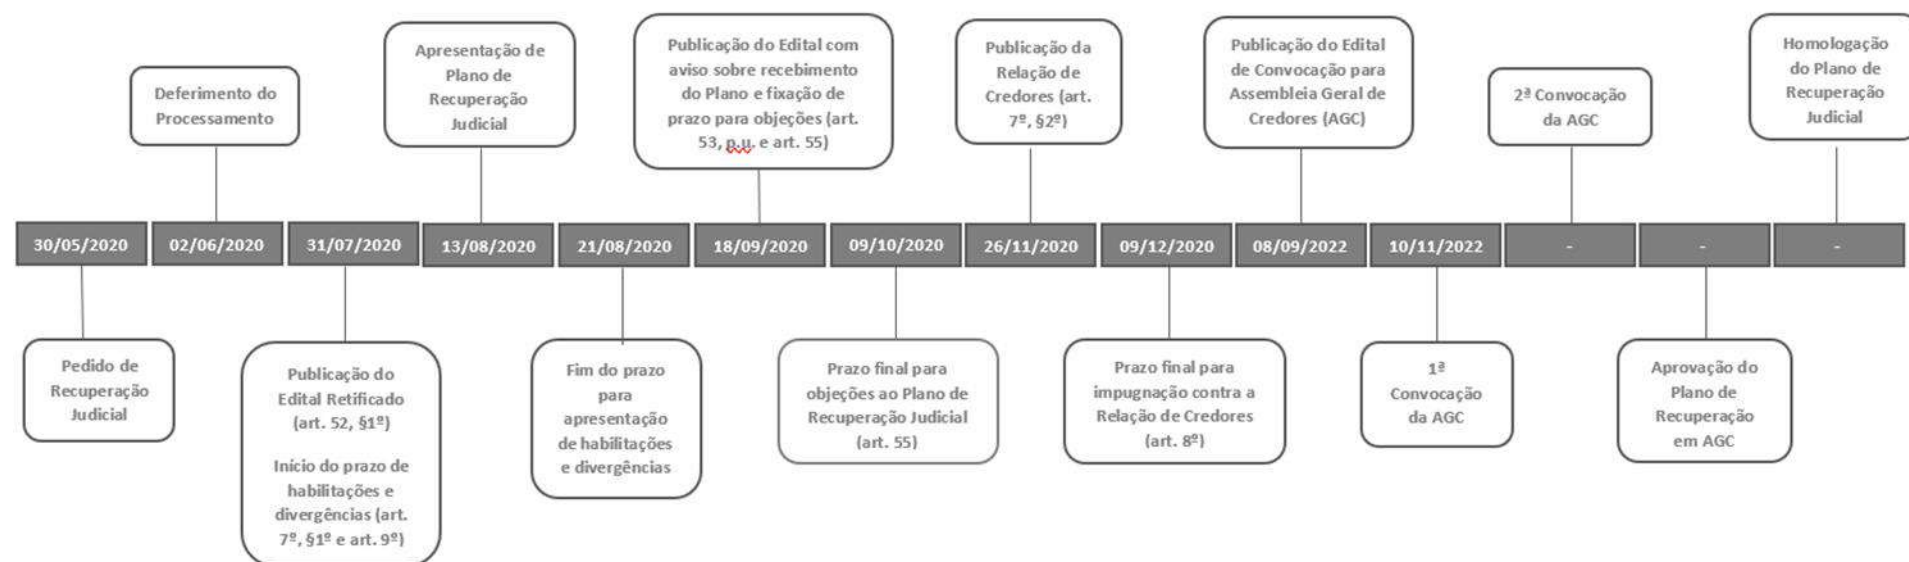 Deferimento do
Processamento
Apresentação de
Plano de
Recuperação
Judicial
Publicação do Edital com
aviso sobre recebimento
do Plano e fixação de
prazo para objeções (art.
53, p.u. e art. 55)
Publicação da
Relação de
Credores (art.
7º, §2º)
Publicação do Edital
de Convocação para
Assembleia Geral de
Credores (AGC)
2ª Convocação
da AGC
Homologação
do Plano de
Recuperação
Judicial
30/05/2020
02/06/2020
31/07/2020
13/08/2020
21/08/2020
18/09/2020
09/10/2020
26/11/2020
09/12/2020
08/09/2022
10/11/2022
-
-
-
Pedido de
Recuperação
Judicial
Publicação do
Edital Retificado
(art. 52, §1º)
Início do prazo de
habilitações e
divergências (art.
7º, §1º e art. 9º)
Fim do prazo
para
apresentação
de habilitações
e divergências
Prazo final para
objeções ao Plano de
Recuperação Judicial
(art. 55)
Prazo final para
impugnação contra a
Relação de Credores
(art. 8º)
1ª
Convocação
da AGC
Aprovação do
Plano de
Recuperação
em AGC